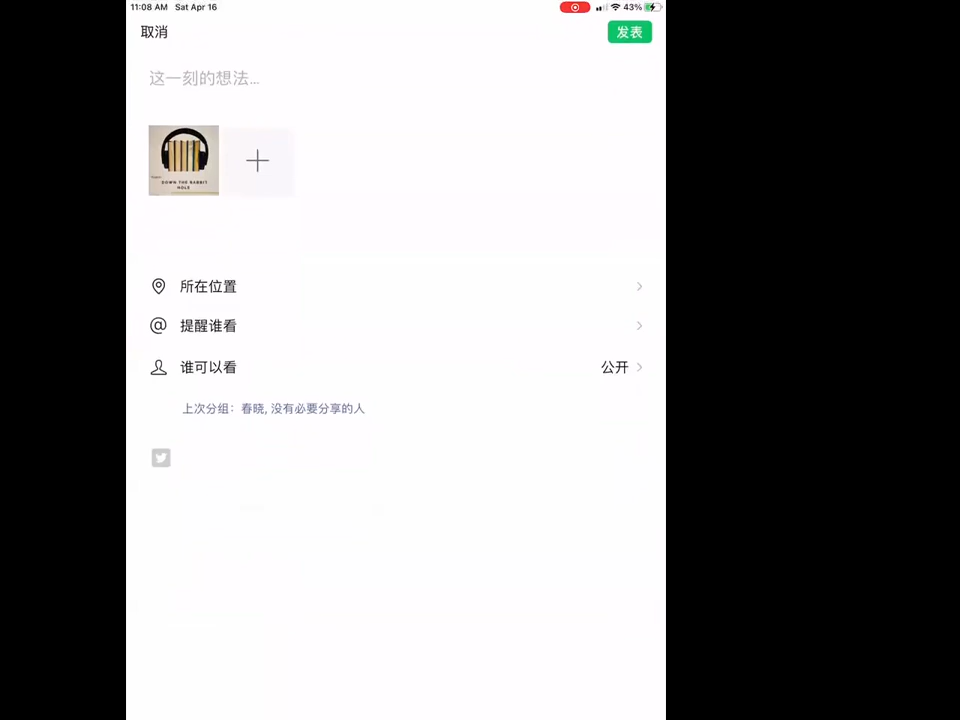 11:08 AM Sat Apr 16 43%
取消 发表
这一刻的想法...
DOWN THE RABBIT
HOLE
所在位置
提醒谁看
谁可以看 公开
上次分组：春晓, 没有必要分享的人